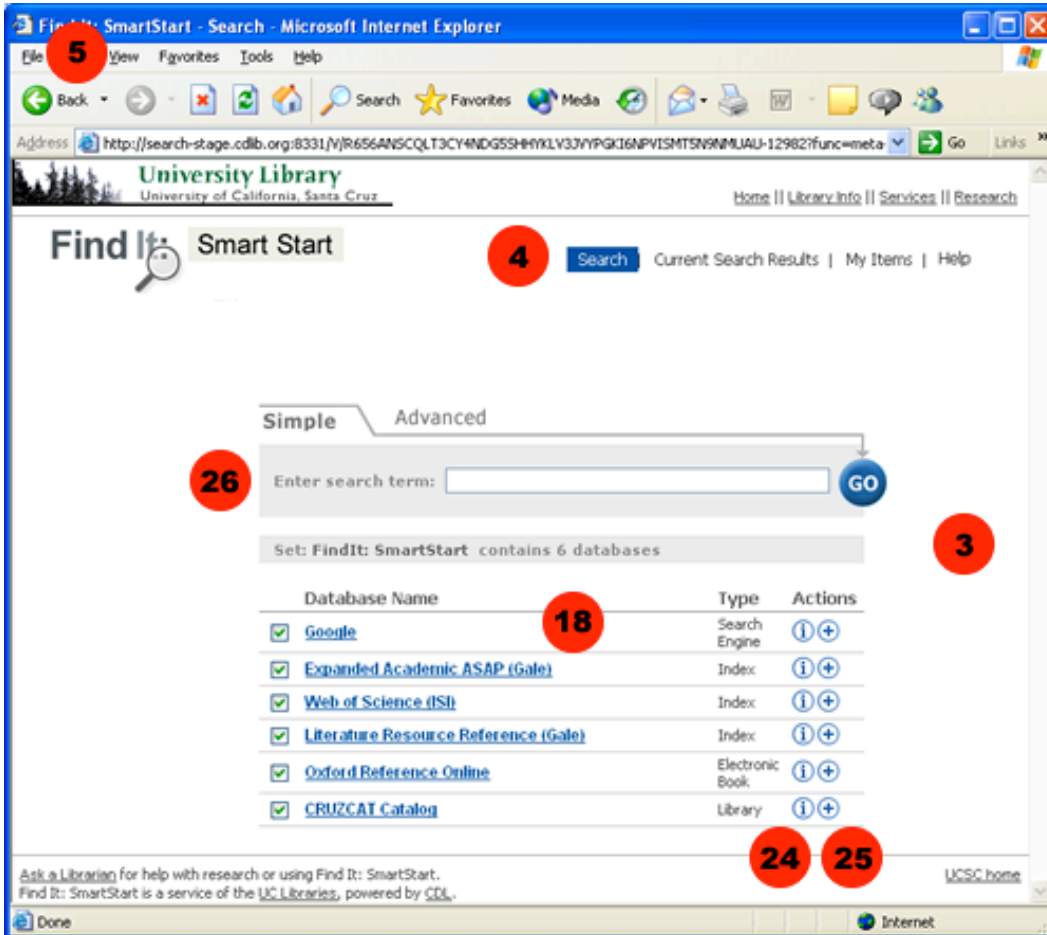 Find It: SmartStart - Search - Microsoft Internet Explorer
File 5 View Favorites Tools Help
Back Search Favorites Media
Address http://search-stage.cdlib.org:8331/V/ Go Links »
University Library
University of California, Santa Cruz
Home || Library Info || Services || Research
Find It: Smart Start
4 Search | Current Search Results | My Items | Help
Simple Advanced
26 Enter search term: GO
3
Set: FindIt: SmartStart contains 6 databases
Database Name 18 Type Actions
Google Search Engine
Expanded Academic ASAP (Gale) Index
Web of Science (ISI) Index
Literature Resource Reference (Gale) Index
Oxford Reference Online Electronic Book
CRUZCAT Catalog Library
24 25
Ask a Librarian for help with research or using Find It: SmartStart. UCSC home
Find It: SmartStart is a service of the UC Libraries, powered by CDL.
Done Internet